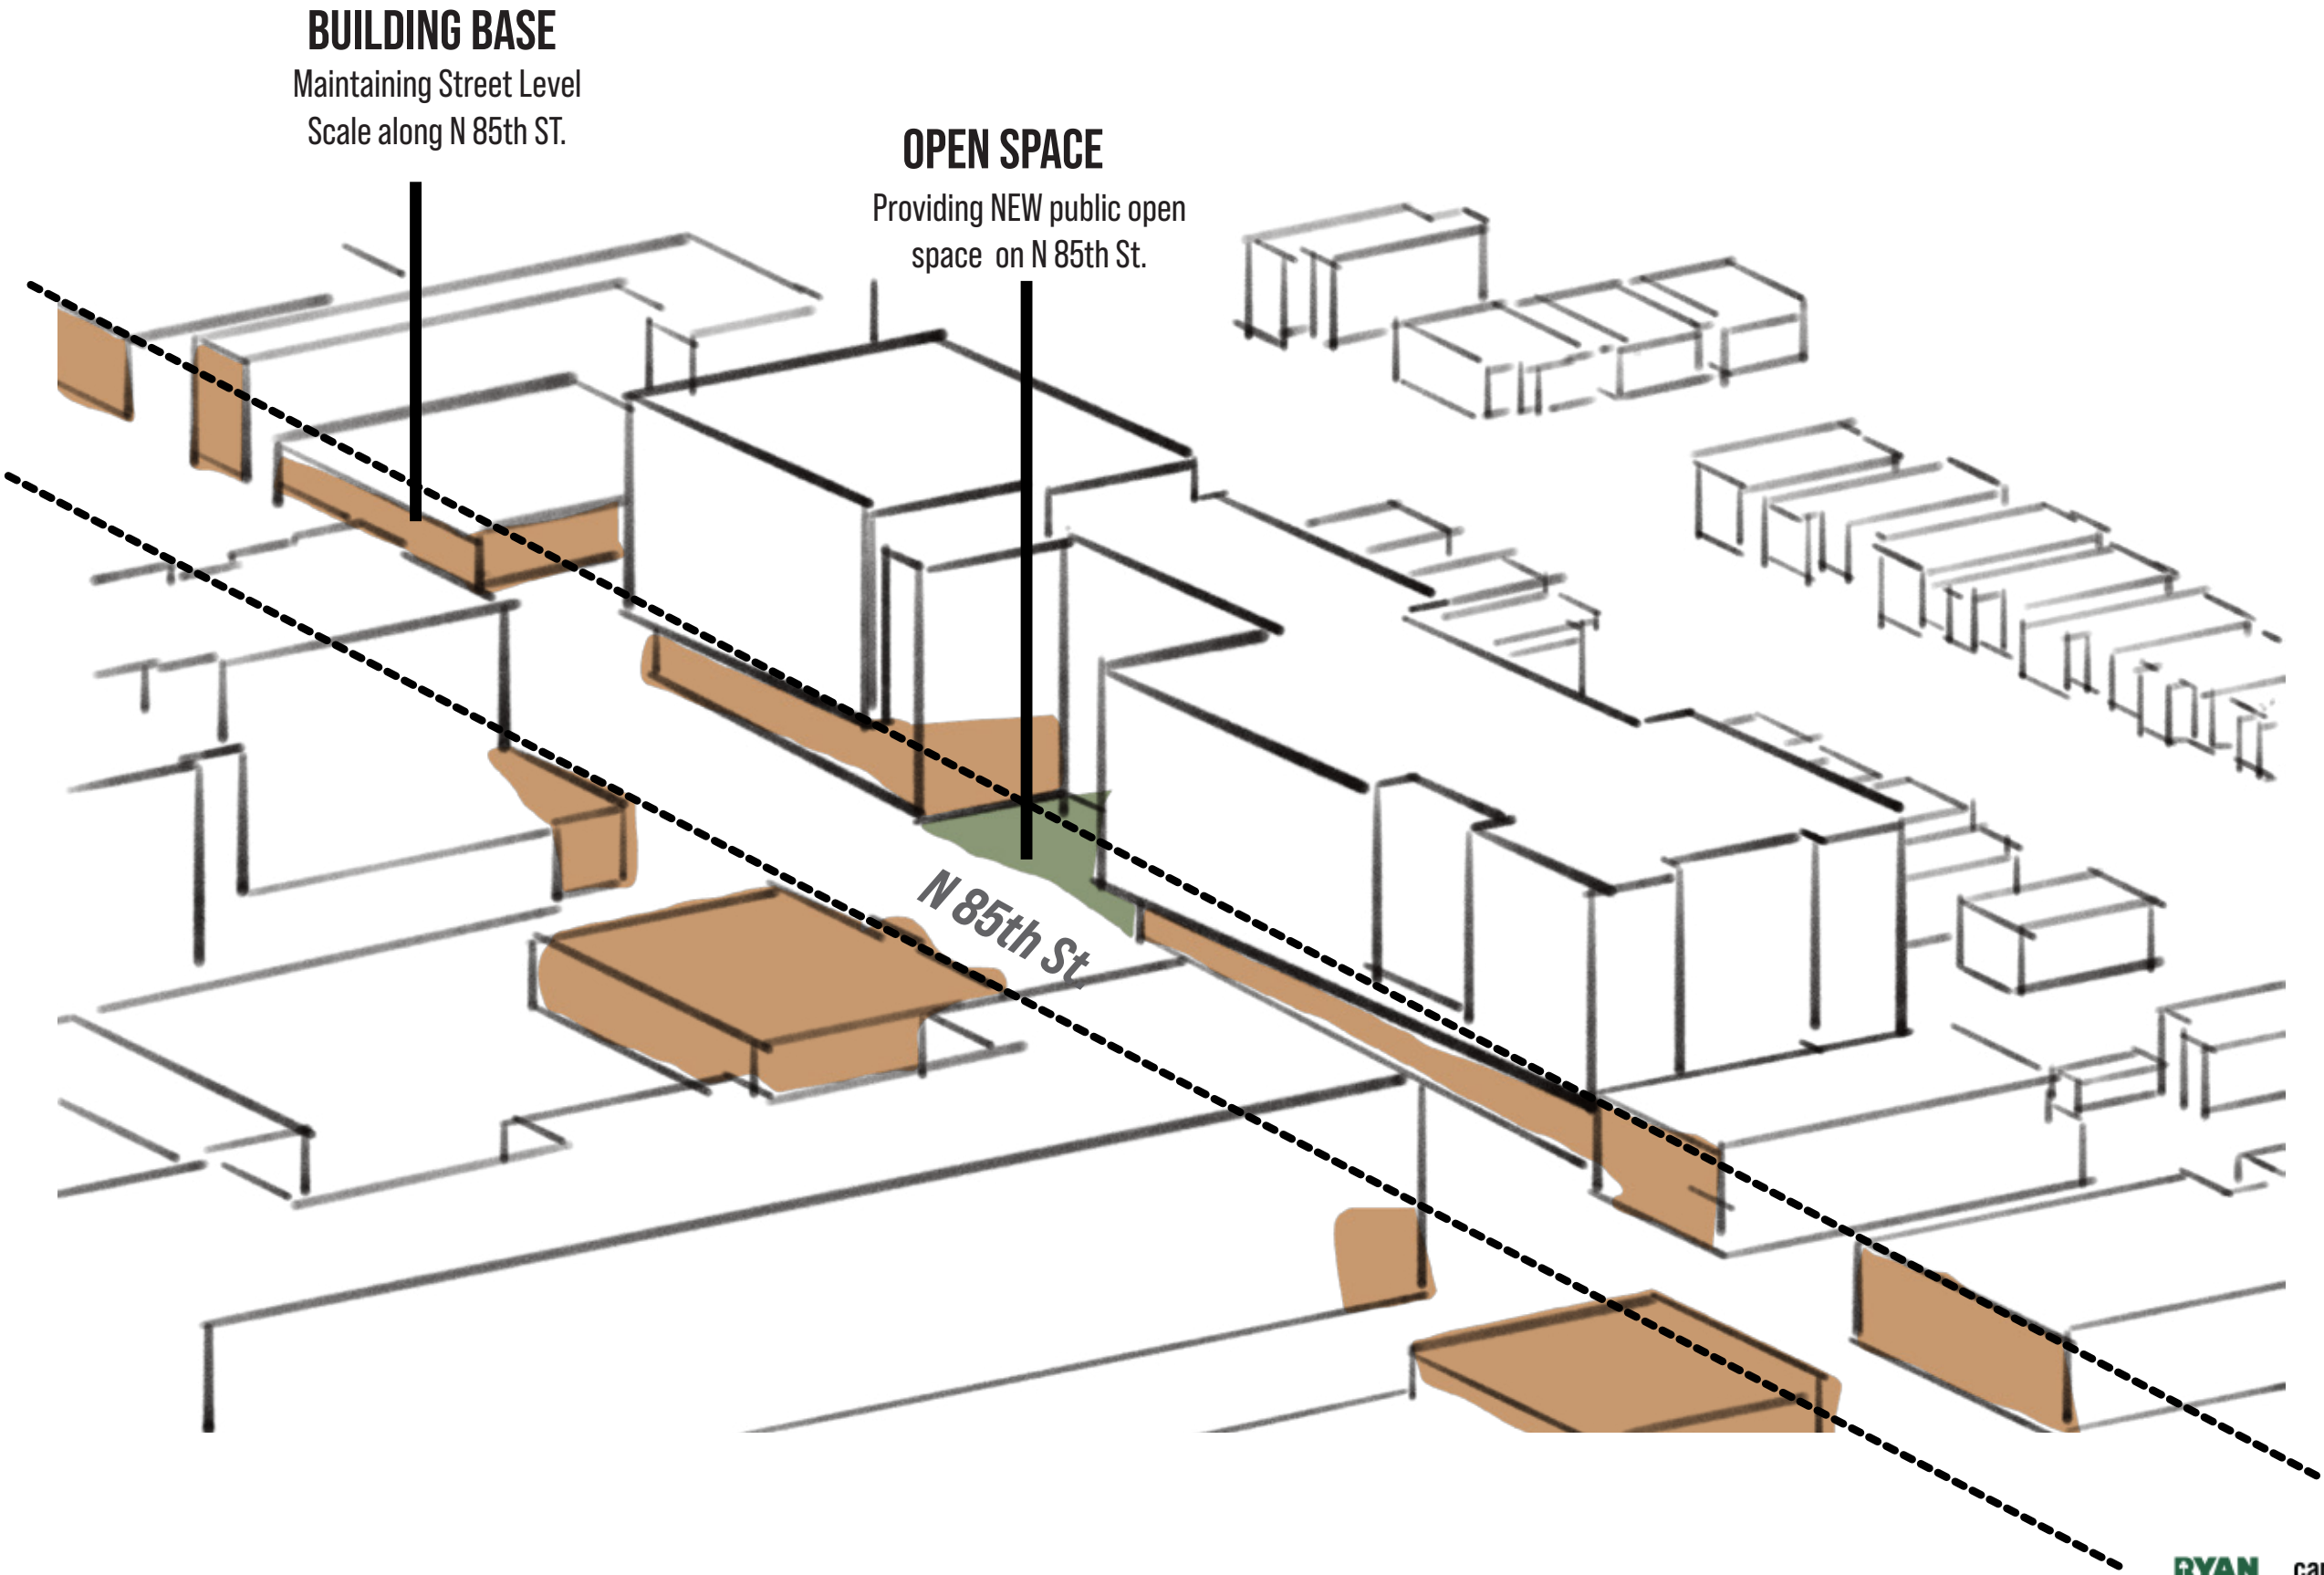 BUILDING BASE
Maintaining Street Level
Scale along N 85th ST.
OPEN SPACE
Providing NEW public open
space on N 85th St.
N 85th St
RYAN